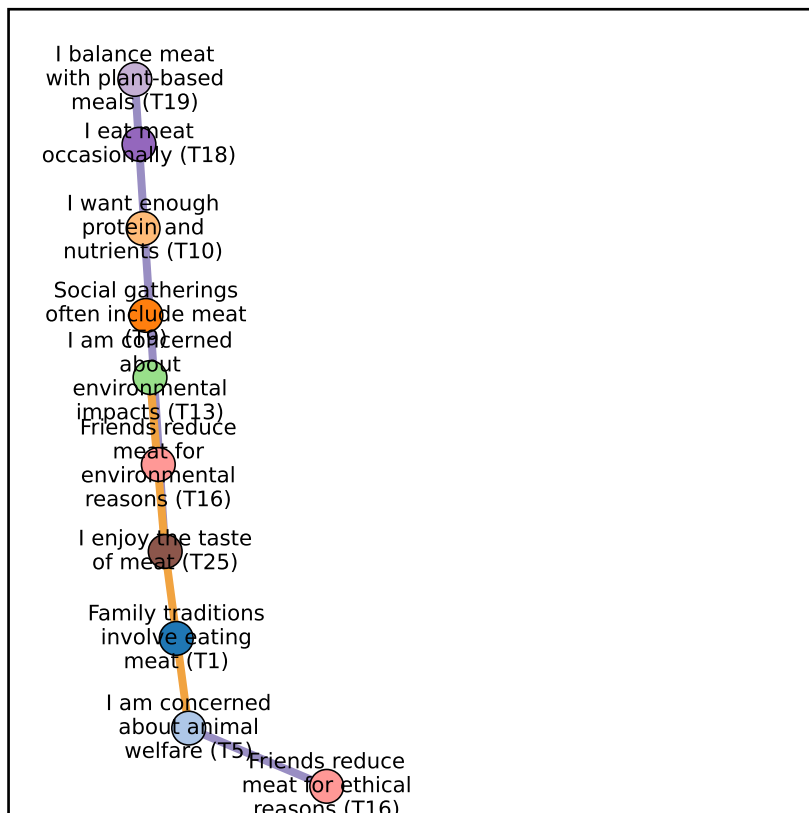 I balance meat
with plant-based
meals (T19)
I eat meat
occasionally (T18)
I want enough
protein and
nutrients (T10)
Social gatherings
often include meat
(T9)
I am concerned
about
environmental
impacts (T13)
Friends reduce
meat for
environmental
reasons (T16)
I enjoy the taste
of meat (T25)
Family traditions
involve eating
meat (T1)
I am concerned
about animal
welfare (T5)
Friends reduce
meat for ethical
reasons (T16)